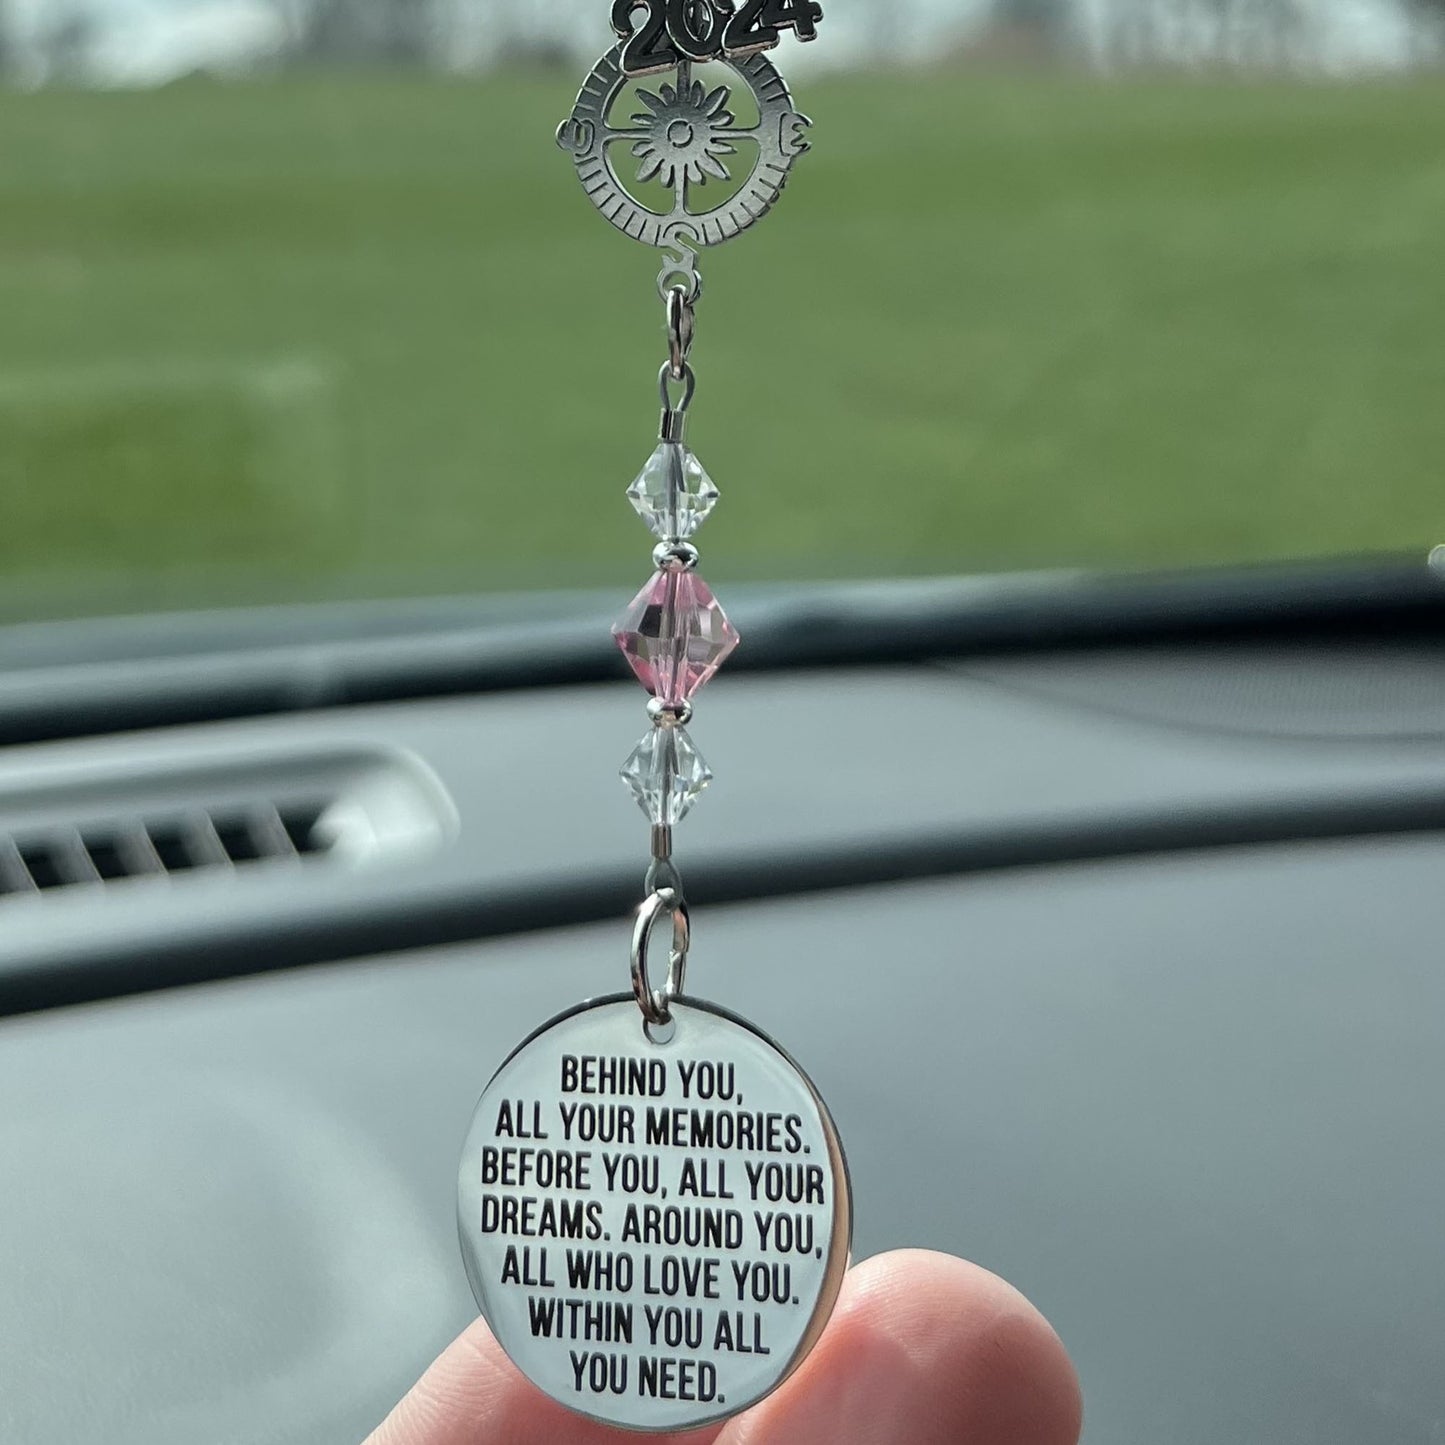 2024
S
BEHIND YOU,
ALL YOUR MEMORIES.
BEFORE YOU, ALL YOUR
DREAMS. AROUND YOU,
ALL WHO LOVE YOU.
WITHIN YOU ALL
YOU NEED.